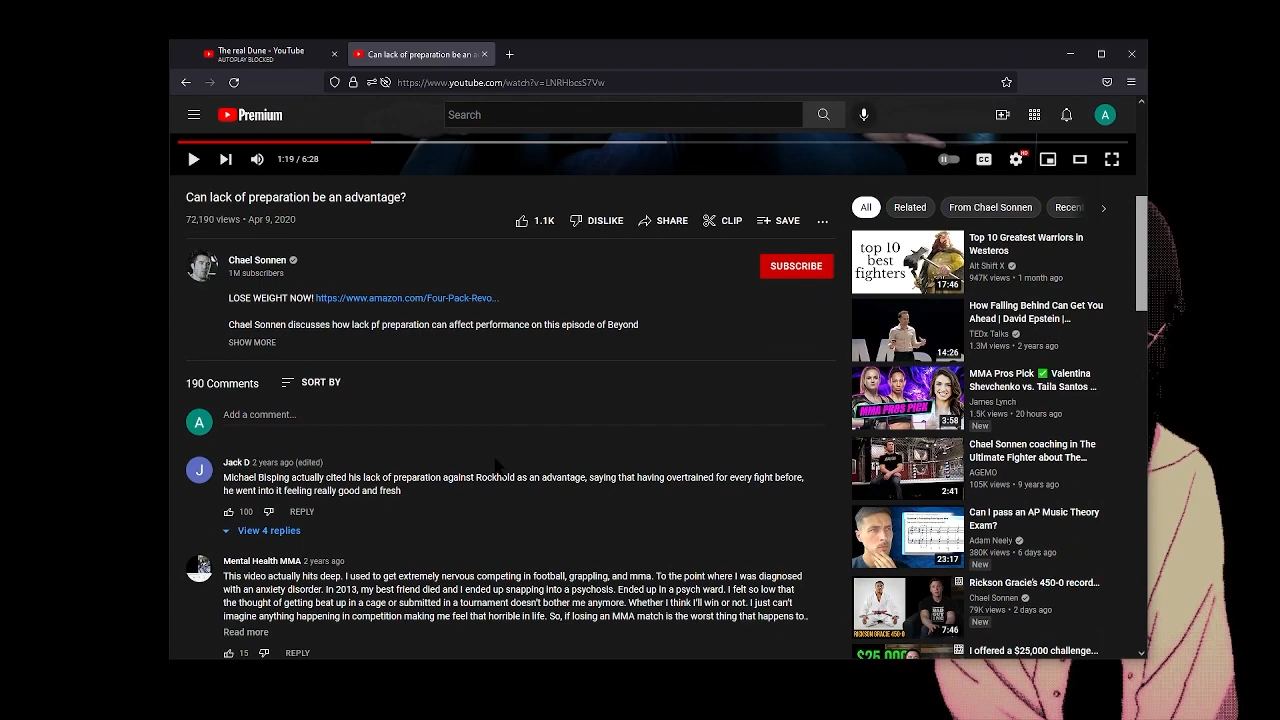 The real Dune - YouTube
AUTOPLAY BLOCKED
Can lack of preparation be an a
https://www.youtube.com/watch?v=LNRHbcsS7Vw
Premium
Search
A
1:19 / 6:28
CC
HD
Can lack of preparation be an advantage?
72,190 views • Apr 9, 2020
1.1K
DISLIKE
SHARE
CLIP
SAVE
Chael Sonnen
1M subscribers
SUBSCRIBE
LOSE WEIGHT NOW! https://www.amazon.com/Four-Pack-Revo...
Chael Sonnen discusses how lack pf preparation can affect performance on this episode of Beyond
SHOW MORE
190 Comments
SORT BY
A
Add a comment...
J
Jack D 2 years ago (edited)
Michael Bisping actually cited his lack of preparation against Rockhold as an advantage, saying that having overtrained for every fight before,
he went into it feeling really good and fresh
100
REPLY
View 4 replies
Mental Health MMA 2 years ago
This video actually hits deep. I used to get extremely nervous competing in football, grappling, and mma. To the point where I was diagnosed
with an anxiety disorder. In 2013, my best friend died and I ended up snapping into a psychosis. Ended up in a psych ward. I felt so low that
the thought of getting beat up in a cage or submitted in a tournament doesn't bother me anymore. Whether I think I'll win or not. I just can't
imagine anything happening in competition making me feel that horrible in life. So, if losing an MMA match is the worst thing that happens to..
Read more
15
REPLY
All
Related
From Chael Sonnen
Recent
top 10
best
fighters
17:46
Top 10 Greatest Warriors in
Westeros
Alt Shift X
947K views • 1 month ago
14:26
How Falling Behind Can Get You
Ahead | David Epstein |...
TEDx Talks
1.3M views • 2 years ago
MMA PROS PICK
3:58
MMA Pros Pick ✅ Valentina
Shevchenko vs. Taila Santos ...
James Lynch
1.5K views • 20 hours ago
New
2:41
Chael Sonnen coaching in The
Ultimate Fighter about The...
AGEMO
105K views • 9 years ago
23:17
Can I pass an AP Music Theory
Exam?
Adam Neely
380K views • 6 days ago
New
RICKSON GRACIE 450-0
7:46
Rickson Gracie's 450-0 record...
Chael Sonnen
79K views • 2 days ago
New
$25,000
I offered a $25,000 challenge...